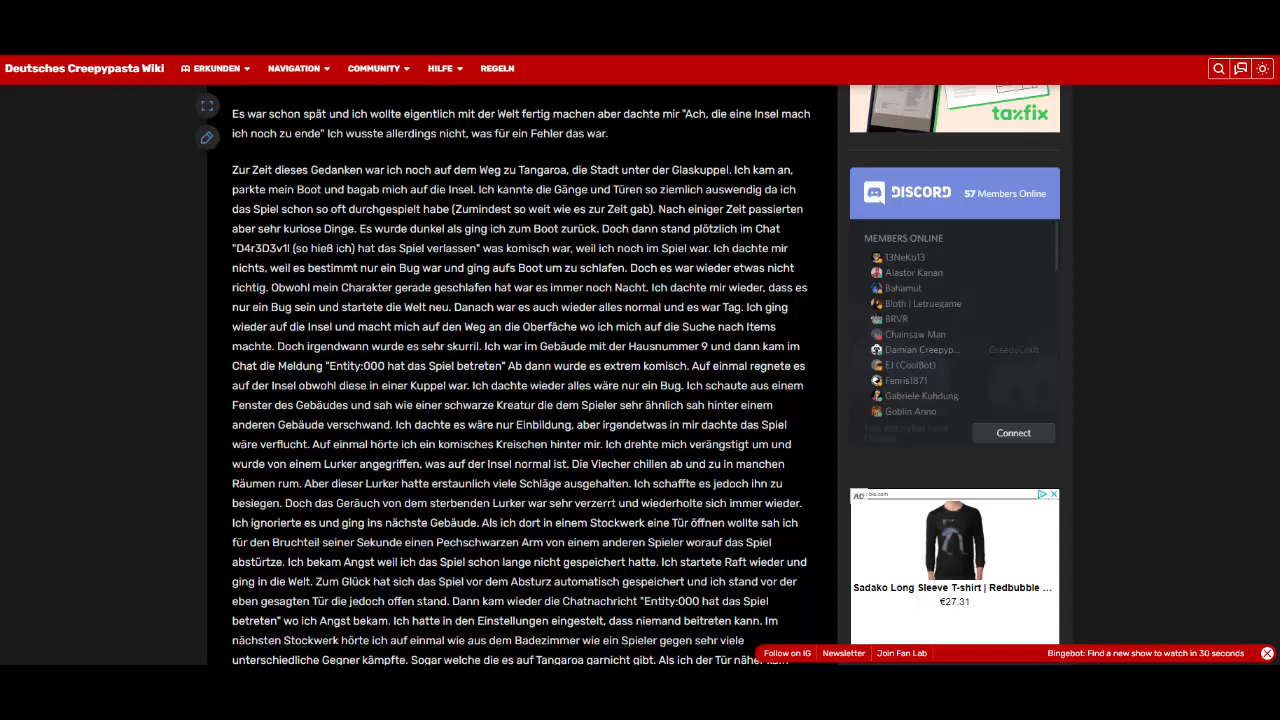 Deutsches Creepypasta Wiki
ERKUNDEN
NAVIGATION
COMMUNITY
HILFE
REGELN
Es war schon spät und ich wollte eigentlich mit der Welt fertig machen aber dachte mir "Ach, die eine Insel mach
ich noch zu ende" Ich wusste allerdings nicht, was für ein Fehler das war.
Zur Zeit dieses Gedanken war ich noch auf dem Weg zu Tangaroa, die Stadt unter der Glaskuppel. Ich kam an,
parkte mein Boot und bagab mich auf die Insel. Ich kannte die Gänge und Türen so ziemlich auswendig da ich
das Spiel schon so oft durchgespielt habe (Zumindest so weit wie es zur Zeit gab). Nach einiger Zeit passierten
aber sehr kuriose Dinge. Es wurde dunkel als ging ich zum Boot zurück. Doch dann stand plötzlich im Chat
"D4r3D3v1l (so hieß ich) hat das Spiel verlassen" was komisch war, weil ich noch im Spiel war. Ich dachte mir
nichts, weil es bestimmt nur ein Bug war und ging aufs Boot um zu schlafen. Doch es war wieder etwas nicht
richtig. Obwohl mein Charakter gerade geschlafen hat war es immer noch Nacht. Ich dachte mir wieder, dass es
nur ein Bug sein und startete die Welt neu. Danach war es auch wieder alles normal und es war Tag. Ich ging
wieder auf die Insel und macht mich auf den Weg an die Oberfäche wo ich mich auf die Suche nach Items
machte. Doch irgendwann wurde es sehr skurril. Ich war im Gebäude mit der Hausnummer 9 und dann kam im
Chat die Meldung "Entity:000 hat das Spiel betreten" Ab dann wurde es extrem komisch. Auf einmal regnete es
auf der Insel obwohl diese in einer Kuppel war. Ich dachte wieder alles wäre nur ein Bug. Ich schaute aus einem
Fenster des Gebäudes und sah wie einer schwarze Kreatur die dem Spieler sehr ähnlich sah hinter einem
anderen Gebäude verschwand. Ich dachte es wäre nur Einbildung, aber irgendetwas in mir dachte das Spiel
wäre verflucht. Auf einmal hörte ich ein komisches Kreischen hinter mir. Ich drehte mich verängstigt um und
wurde von einem Lurker angegriffen, was auf der Insel normal ist. Die Viecher chillen ab und zu in manchen
Räumen rum. Aber dieser Lurker hatte erstaunlich viele Schläge ausgehalten. Ich schaffte es jedoch ihn zu
besiegen. Doch das Geräuch von dem sterbenden Lurker war sehr verzerrt und wiederholte sich immer wieder.
Ich ignorierte es und ging ins nächste Gebäude. Als ich dort in einem Stockwerk eine Tür öffnen wollte sah ich
für den Bruchteil seiner Sekunde einen Pechschwarzen Arm von einem anderen Spieler worauf das Spiel
abstürtze. Ich bekam Angst weil ich das Spiel schon lange nicht gespeichert hatte. Ich startete Raft wieder und
ging in die Welt. Zum Glück hat sich das Spiel vor dem Absturz automatisch gespeichert und ich stand vor der
eben gesagten Tür die jedoch offen stand. Dann kam wieder die Chatnachricht "Entity:000 hat das Spiel
betreten" wo ich Angst bekam. Ich hatte in den Einstellungen eingestelt, dass niemand beitreten kann. Im
nächsten Stockwerk hörte ich auf einmal wie aus dem Badezimmer wie ein Spieler gegen sehr viele
unterschiedliche Gegner kämpfte. Sogar welche die es auf Tangaroa garnicht gibt. Als ich der Tür näher kam
taxfix
DISCORD
57 Members Online
MEMBERS ONLINE
13NeKo13
Alastor Kanan
Bahamut
Bloth | Letruegame
BRVR
Chainsaw Man
Damian Creepyp...
GreedyCraft
E.I (CoolBot)
Fenris1871
Gabriele Kuhdung
Goblin Anno
Connect
AD
Sadako Long Sleeve T-shirt | Redbubble ...
€27.31
Follow on IG
Newsletter
Join Fan Lab
Bingebot: Find a new show to watch in 30 seconds